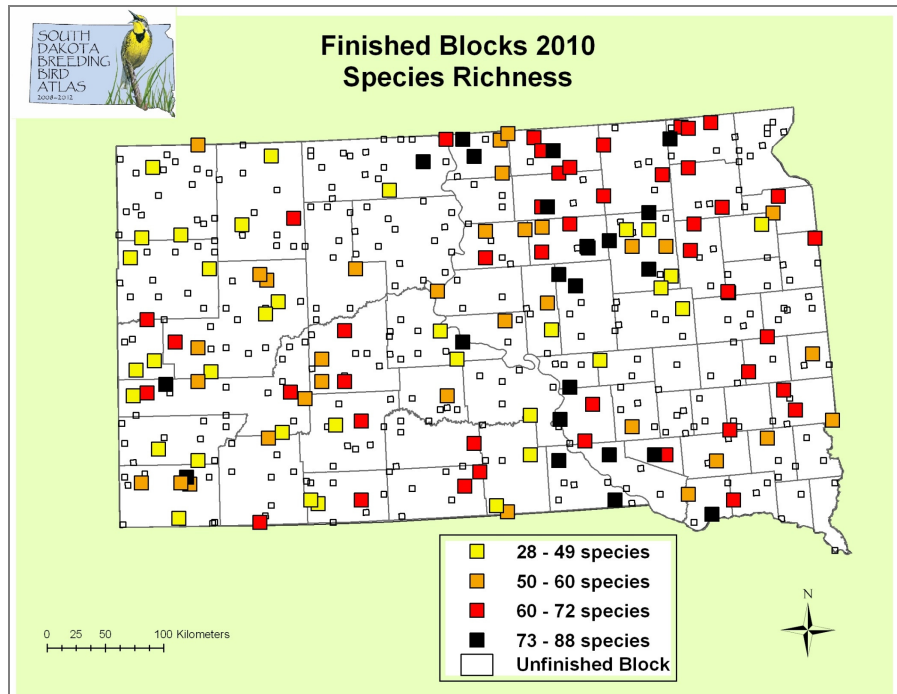 SOUTH
DAKOTA
BREEDING
BIRD
ATLAS
2008-2012
Finished Blocks 2010
Species Richness
28 - 49 species
50 - 60 species
60 - 72 species
73 - 88 species
Unfinished Block
0 25 50 100 Kilometers
N